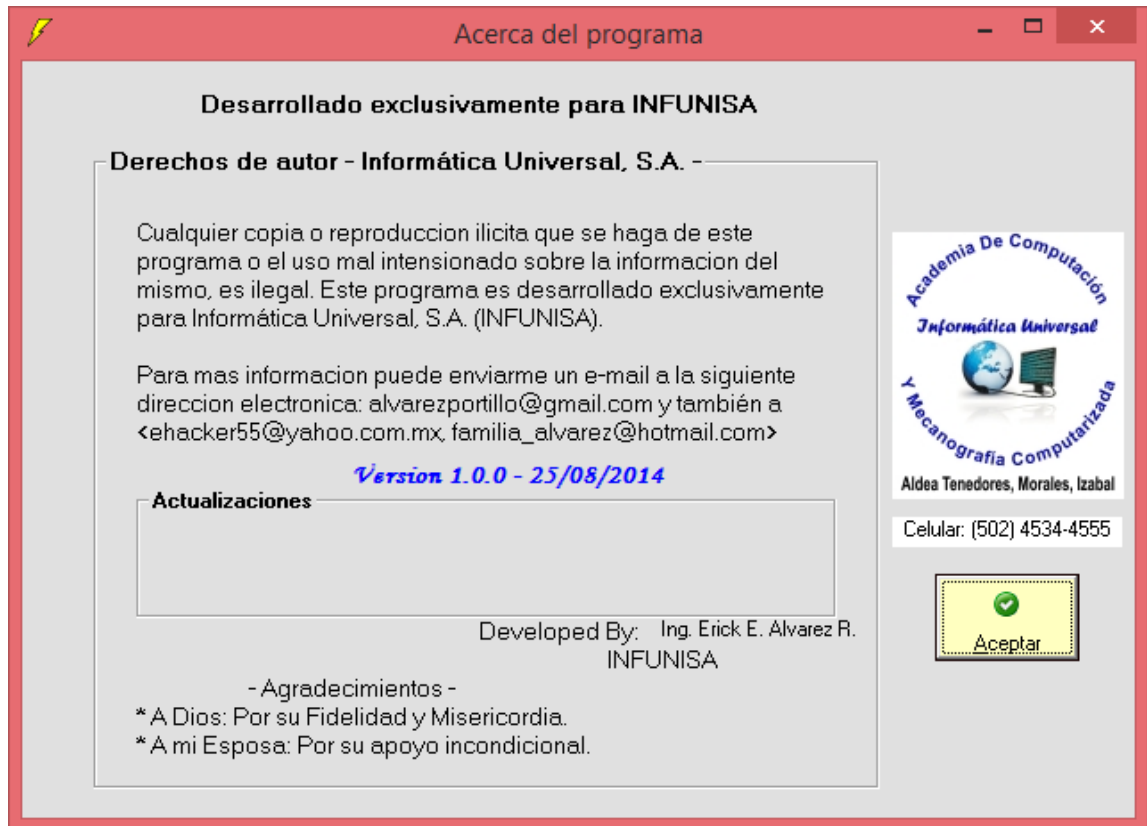 Acerca del programa
Desarrollado exclusivamente para INFUNISA
Derechos de autor - Informática Universal, S.A. -
Cualquier copia o reproduccion ilicita que se haga de este
programa o el uso mal intensionado sobre la informacion del
mismo, es ilegal. Este programa es desarrollado exclusivamente
para Informática Universal, S.A. (INFUNISA).
Para mas informacion puede enviarme un e-mail a la siguiente
direccion electronica: alvarezportillo@gmail.com y también a
<ehacker55@yahoo.com.mx, familia_alvarez@hotmail.com>
Version 1.0.0 - 25/08/2014
Actualizaciones
Developed By: Ing. Erick E. Alvarez R.
INFUNISA
- Agradecimientos -
* A Dios: Por su Fidelidad y Misericordia.
* A mi Esposa: Por su apoyo incondicional.
Academia De Computación
Informática Universal
Y Mecanografía Computarizada
Aldea Tenedores, Morales, Izabal
Celular: (502) 4534-4555
Aceptar